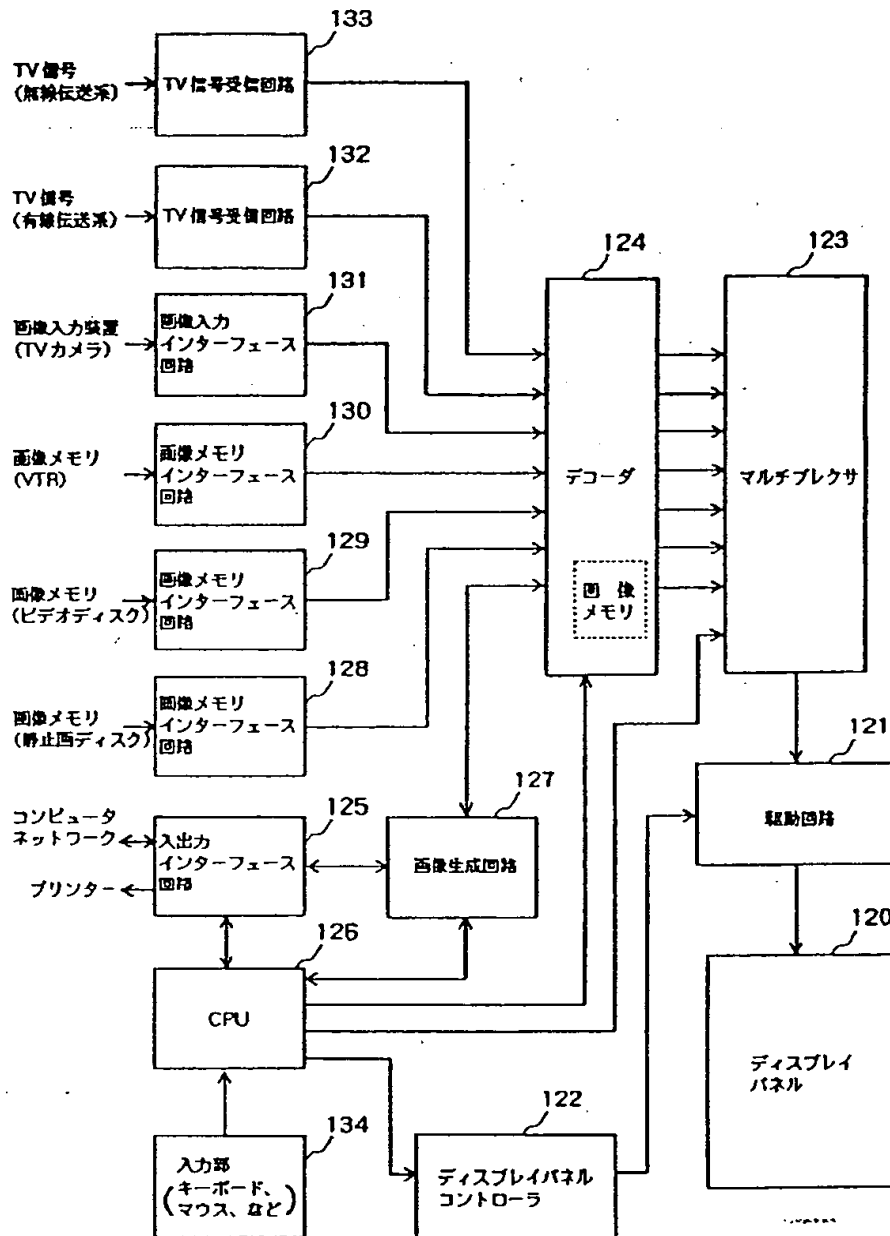 133
TV信号
(無線伝送系)
TV信号受信回路
132
TV信号
(有線伝送系)
TV信号受信回路
124
123
131
画像入力装置
(TVカメラ)
画像入力
インターフェース
回路
130
画像メモリ
(VTR)
画像メモリ
インターフェース
回路
デコーダ
マルチプレクサ
129
画像メモリ
(ビデオディスク)
画像メモリ
インターフェース
回路
画像
メモリ
128
画像メモリ
(静止画ディスク)
画像メモリ
インターフェース
回路
121
駆動回路
127
画像生成回路
125
コンピュータ
ネットワーク
プリンター
入出力
インターフェース
回路
120
126
CPU
ディスプレイ
パネル
122
134
入力部
(キーボード、
マウス、など)
ディスプレイパネル
コントローラ